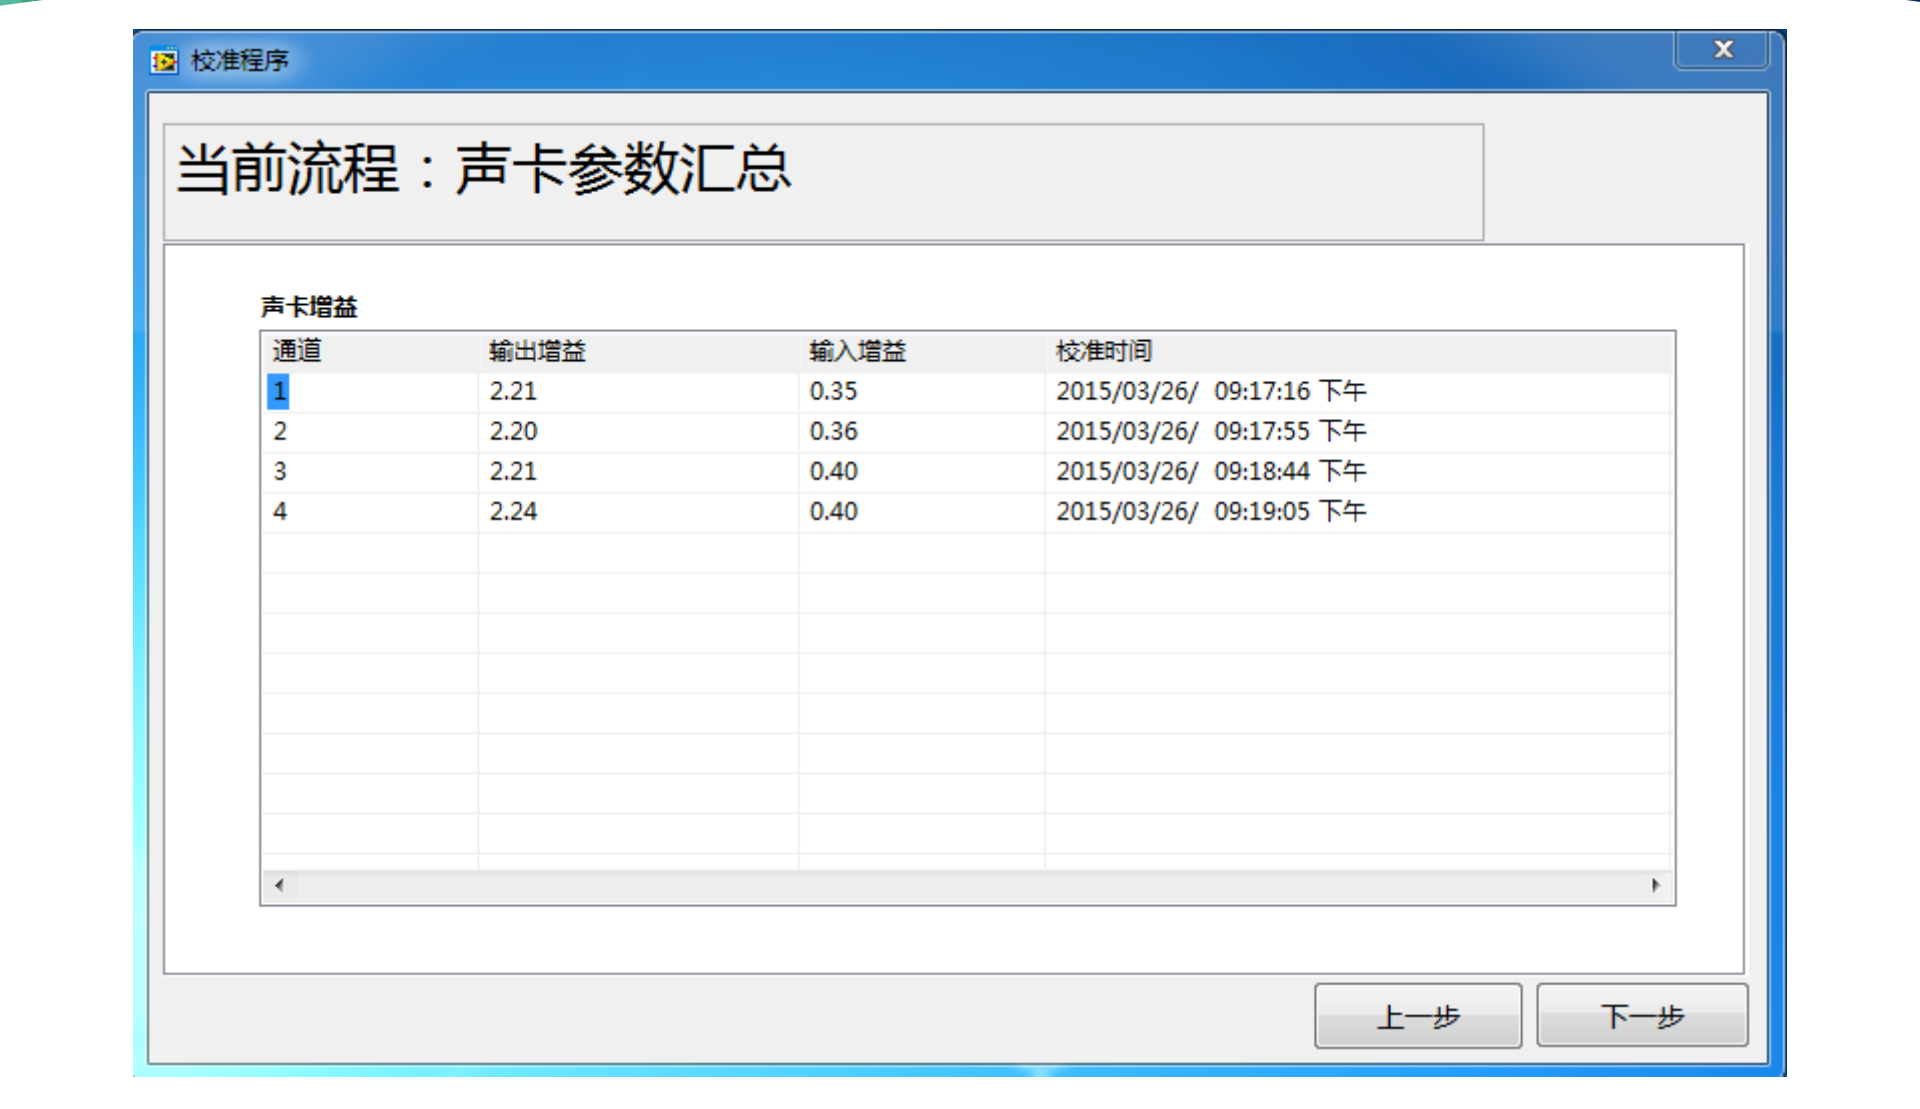 校准程序
当前流程：声卡参数汇总
声卡增益
通道 输出增益 输入增益 校准时间
1 2.21 0.35 2015/03/26/ 09:17:16 下午
2 2.20 0.36 2015/03/26/ 09:17:55 下午
3 2.21 0.40 2015/03/26/ 09:18:44 下午
4 2.24 0.40 2015/03/26/ 09:19:05 下午
上一步 下一步